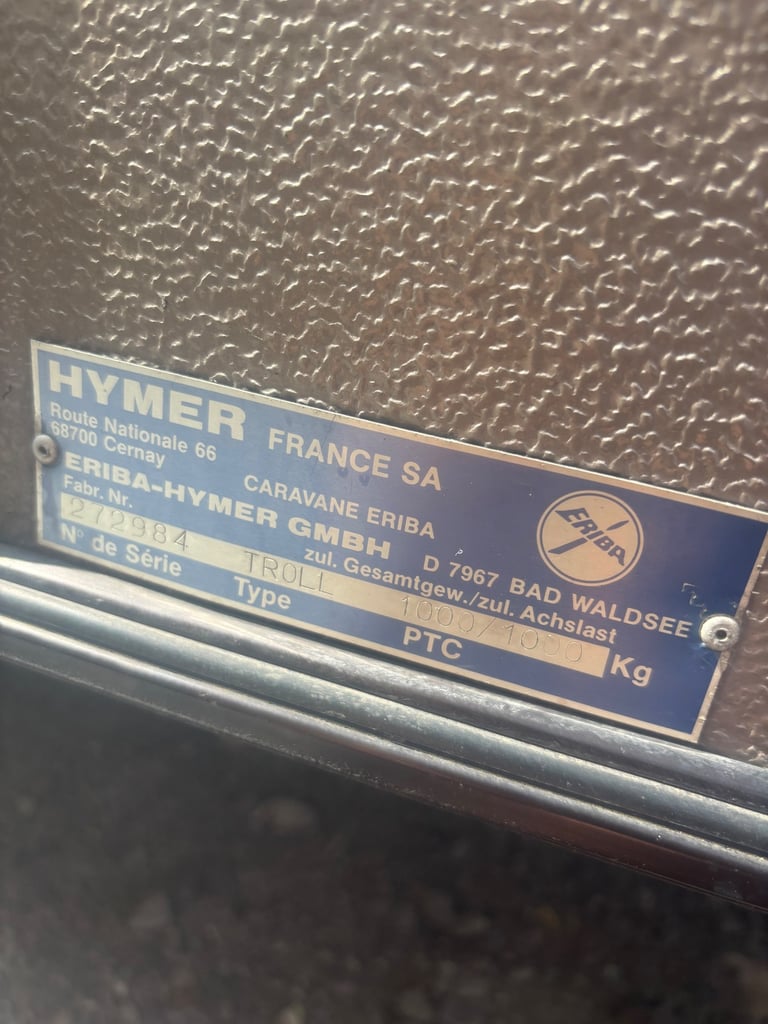 HYMER FRANCE SA
Route Nationale 66
68700 Cernay
CARAVANE ERIBA
ERIBA
ERIBA-HYMER GMBH D 7967 BAD WALDSEE
Fabr. Nr. zul. Gesamtgew./zul. Achslast
272984 TROLL 1000/1000 Kg
Nº de Série Type PTC